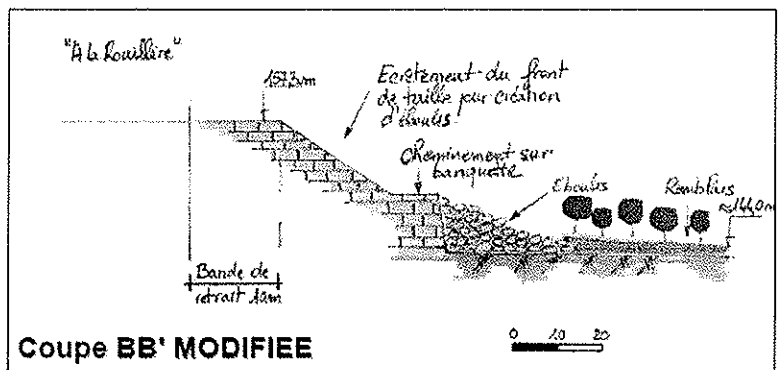 "A la Rouillère"
157,3m
Ecrêtement du front
de taille par création
d'éboulis
Cheminement sur
banquette
Eboulis
Remblais
≈144,0m
Bande de
retrait 10m
0 10 20
Coupe BB' MODIFIEE